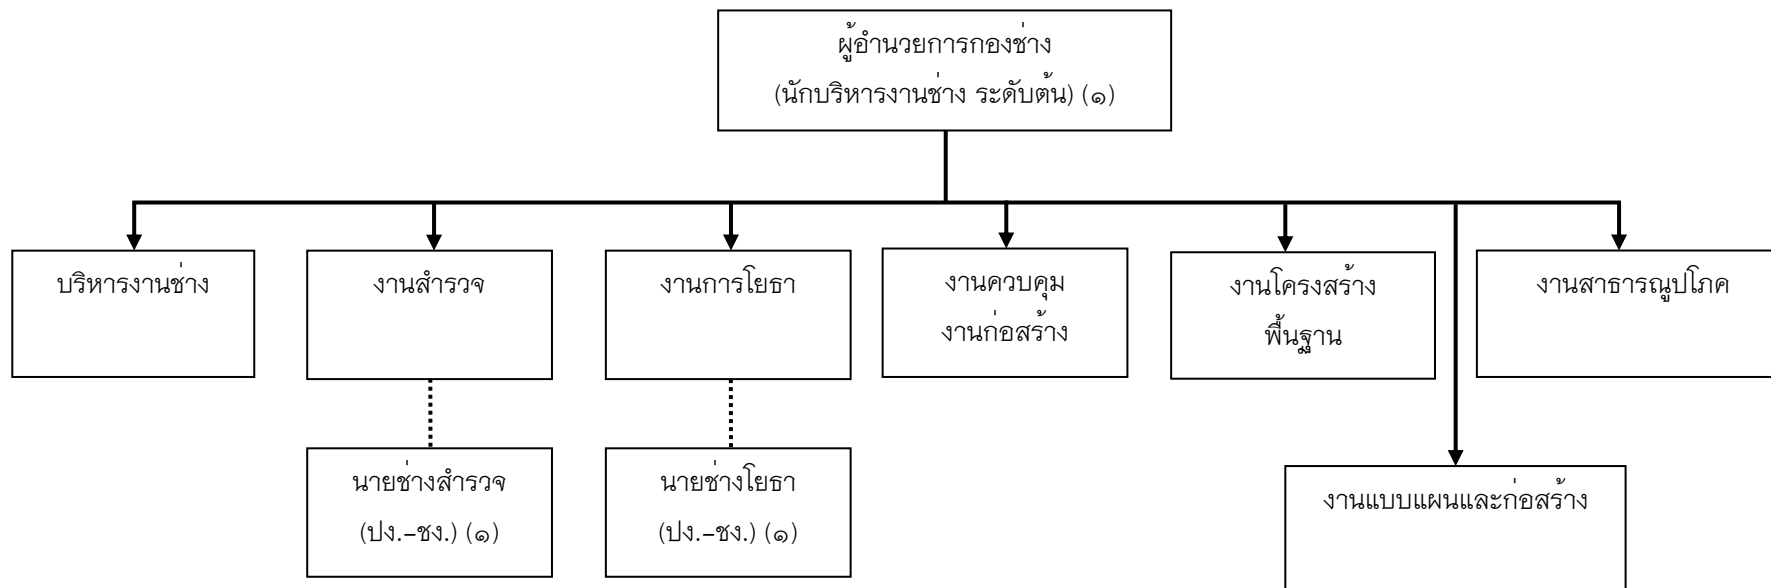 ผู้อำนวยการกองช่าง
(นักบริหารงานช่าง ระดับต้น) (๑)
บริหารงานช่าง
งานสำรวจ
งานการโยธา
งานควบคุม
งานก่อสร้าง
งานโครงสร้าง
พื้นฐาน
งานสาธารณูปโภค
นายช่างสำรวจ
(ปง.-ชง.) (๑)
นายช่างโยธา
(ปง.-ชง.) (๑)
งานแบบแผนและก่อสร้าง